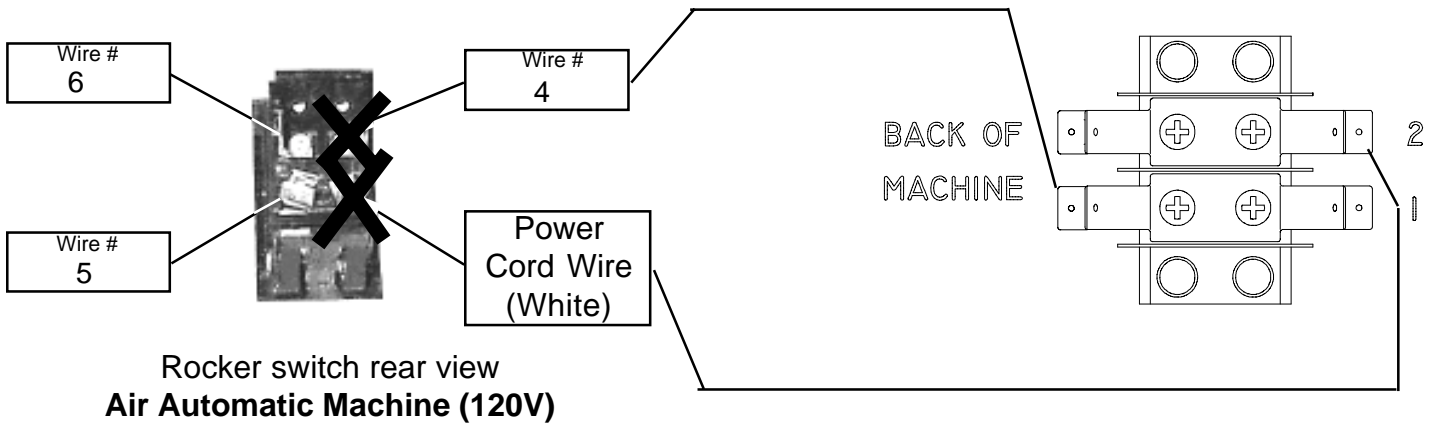 Wire #
6
Wire #
4
BACK OF
MACHINE
2
1
Wire #
5
Power
Cord Wire
(White)
Rocker switch rear view
Air Automatic Machine (120V)